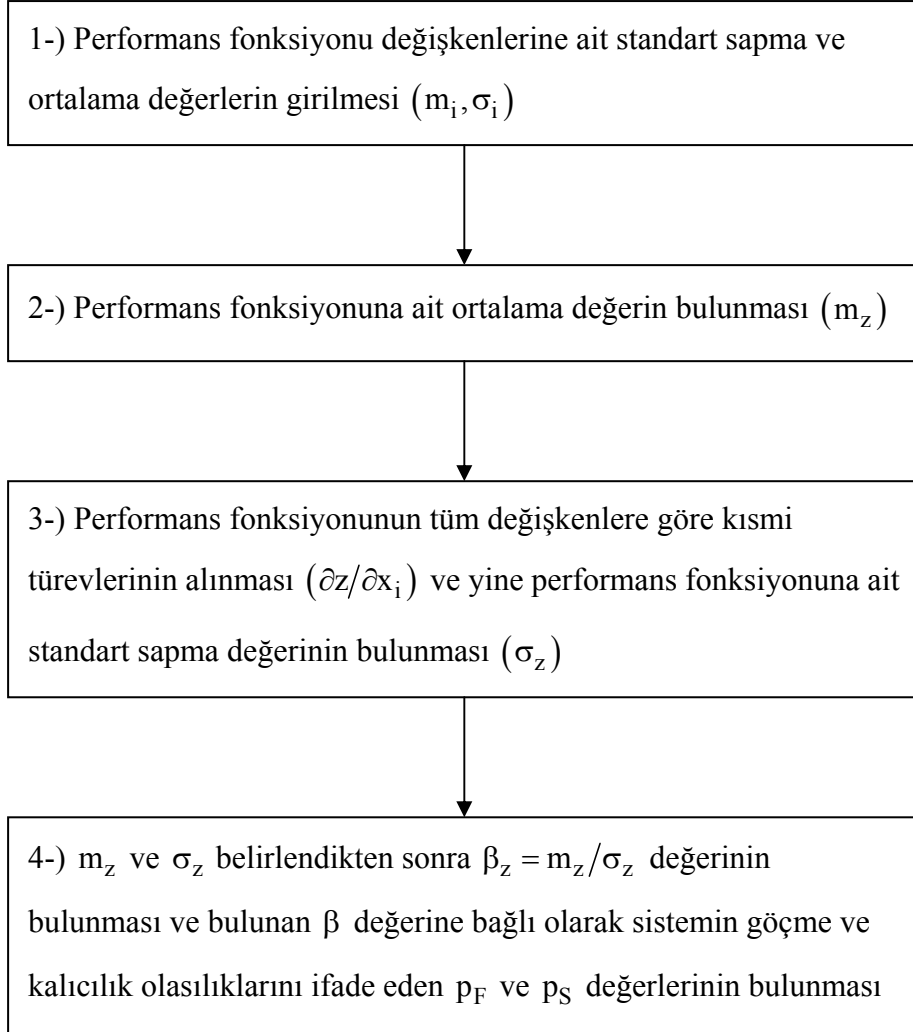 1-) Performans fonksiyonu değişkenlerine ait standart sapma ve
ortalama değerlerin girilmesi (mᵢ,σᵢ)
2-) Performans fonksiyonuna ait ortalama değerin bulunması (m_z)
3-) Performans fonksiyonunun tüm değişkenlere göre kısmi
türevlerinin alınması (∂z/∂xᵢ) ve yine performans fonksiyonuna ait
standart sapma değerinin bulunması (σ_z)
4-) m_z ve σ_z belirlendikten sonra β_z = m_z/σ_z değerinin
bulunması ve bulunan β değerine bağlı olarak sistemin göçme ve
kalıcılık olasılıklarını ifade eden p_F ve p_S değerlerinin bulunması